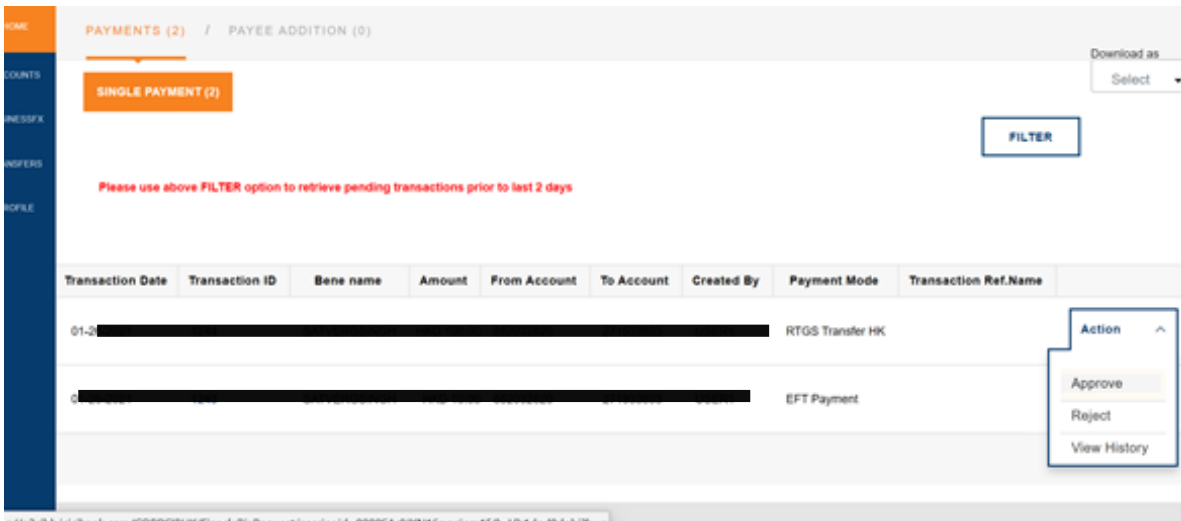 HOME
PAYMENTS (2) / PAYEE ADDITION (0)
Download as
COUNTS
Select
SINGLE PAYMENT (2)
INESSFX
FILTER
NSFERS
Please use above FILTER option to retrieve pending transactions prior to last 2 days
ROFILE
Transaction Date Transaction ID Bene name Amount From Account To Account Created By Payment Mode Transaction Ref.Name
01-2 RTGS Transfer HK
Action
Approve
EFT Payment
Reject
View History